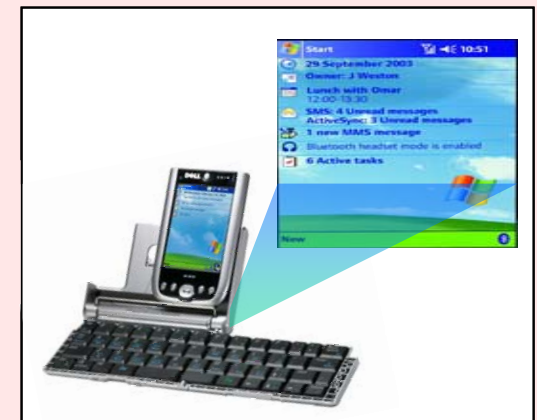 Start 10:51
29 September 2003
Owner: J Weston
Lunch with Omar
12:00-13:30
SMS: 4 Unread messages
ActiveSync: 3 Unread messages
1 new MMS message
Bluetooth headset mode is enabled
6 Active tasks
New
DELL